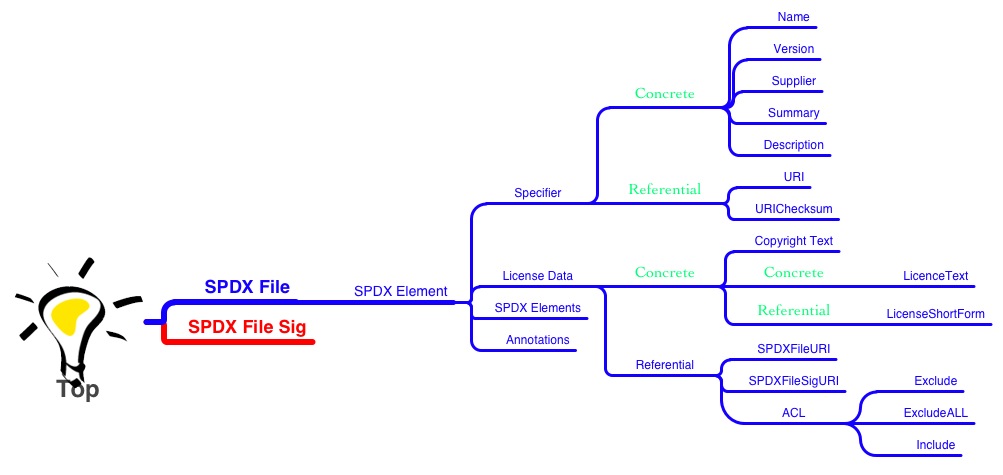 Name
Version
Concrete
Supplier
Summary
Description
URI
Specifier
Referential
URIChecksum
Copyright Text
License Data
Concrete
Concrete
LicenceText
SPDX File
SPDX Element
SPDX Elements
Referential
LicenseShortForm
SPDX File Sig
Annotations
SPDXFileURI
Referential
SPDXFileSigURI
Exclude
Top
ACL
ExcludeALL
Include